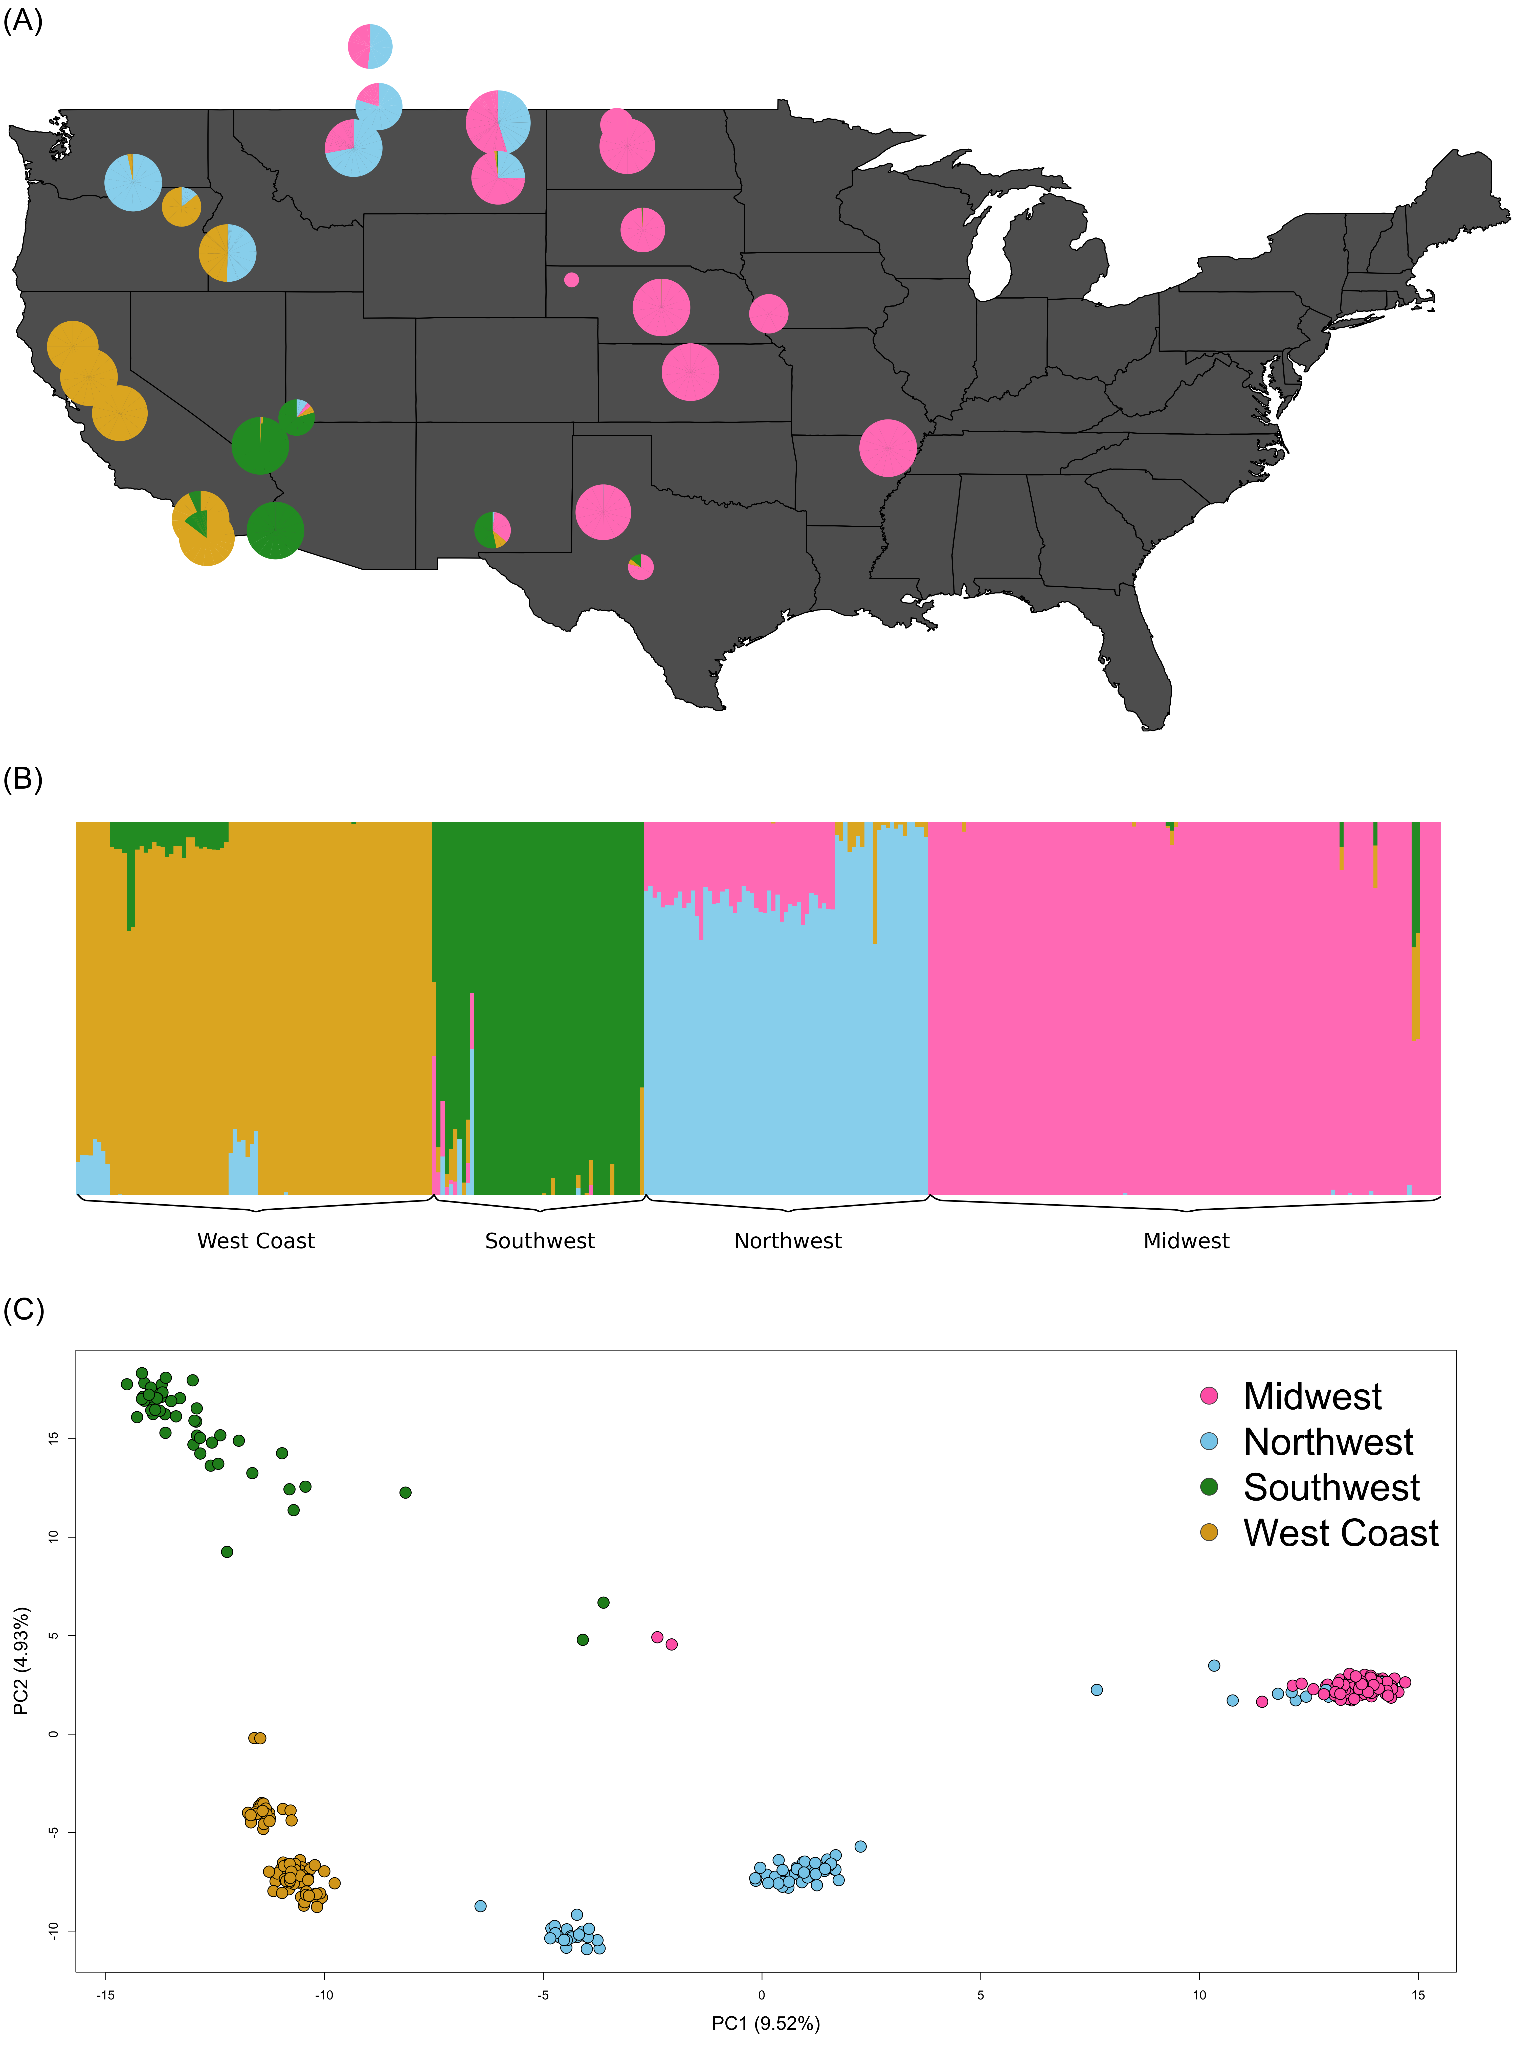 (A)
(B)
West Coast Southwest Northwest Midwest
(C)
Midwest
Northwest
Southwest
West Coast
15
10
5
0
-5
-10
PC2 (4.93%)
-15 -10 -5 0 5 10 15
PC1 (9.52%)